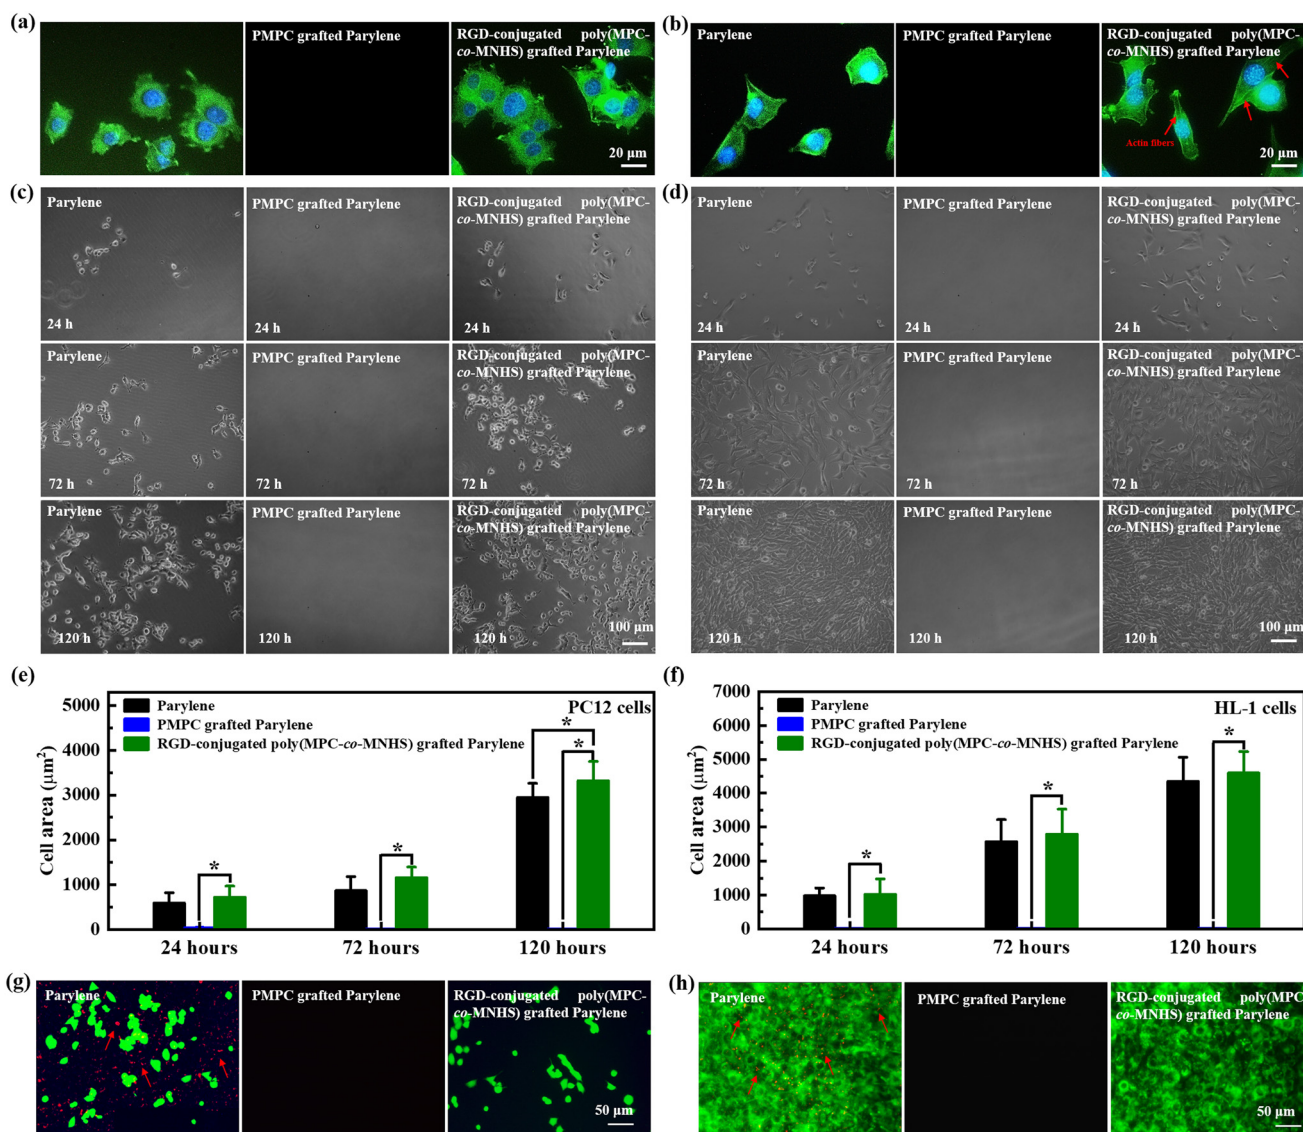 (a)
PMPC grafted Parylene
RGD-conjugated poly(MPC-
co-MNHS) grafted Parylene
20 μm
(b)
Parylene
PMPC grafted Parylene
RGD-conjugated poly(MPC-
co-MNHS) grafted Parylene
Actin fibers
20 μm
(c)
Parylene
24 h
PMPC grafted Parylene
24 h
RGD-conjugated poly(MPC-
co-MNHS) grafted Parylene
24 h
Parylene
72 h
PMPC grafted Parylene
72 h
RGD-conjugated poly(MPC-
co-MNHS) grafted Parylene
72 h
Parylene
120 h
PMPC grafted Parylene
120 h
RGD-conjugated poly(MPC-
co-MNHS) grafted Parylene
120 h
100 μm
(d)
Parylene
24 h
PMPC grafted Parylene
24 h
RGD-conjugated poly(MPC-
co-MNHS) grafted Parylene
24 h
Parylene
72 h
PMPC grafted Parylene
72 h
RGD-conjugated poly(MPC-
co-MNHS) grafted Parylene
72 h
Parylene
120 h
PMPC grafted Parylene
120 h
RGD-conjugated poly(MPC-
co-MNHS) grafted Parylene
120 h
100 μm
(e)
PC12 cells
Parylene
PMPC grafted Parylene
RGD-conjugated poly(MPC-co-MNHS) grafted Parylene
Cell area (μm²)
5000
4000
3000
2000
1000
0
*
*
*
*
24 hours
72 hours
120 hours
(f)
HL-1 cells
Parylene
PMPC grafted Parylene
RGD-conjugated poly(MPC-co-MNHS) grafted Parylene
Cell area (μm²)
7000
6000
5000
4000
3000
2000
1000
0
*
*
*
24 hours
72 hours
120 hours
(g)
Parylene
PMPC grafted Parylene
RGD-conjugated poly(MPC-
co-MNHS) grafted Parylene
50 μm
(h)
Parylene
PMPC grafted Parylene
RGD-conjugated poly(MPC
co-MNHS) grafted Parylene
50 μm